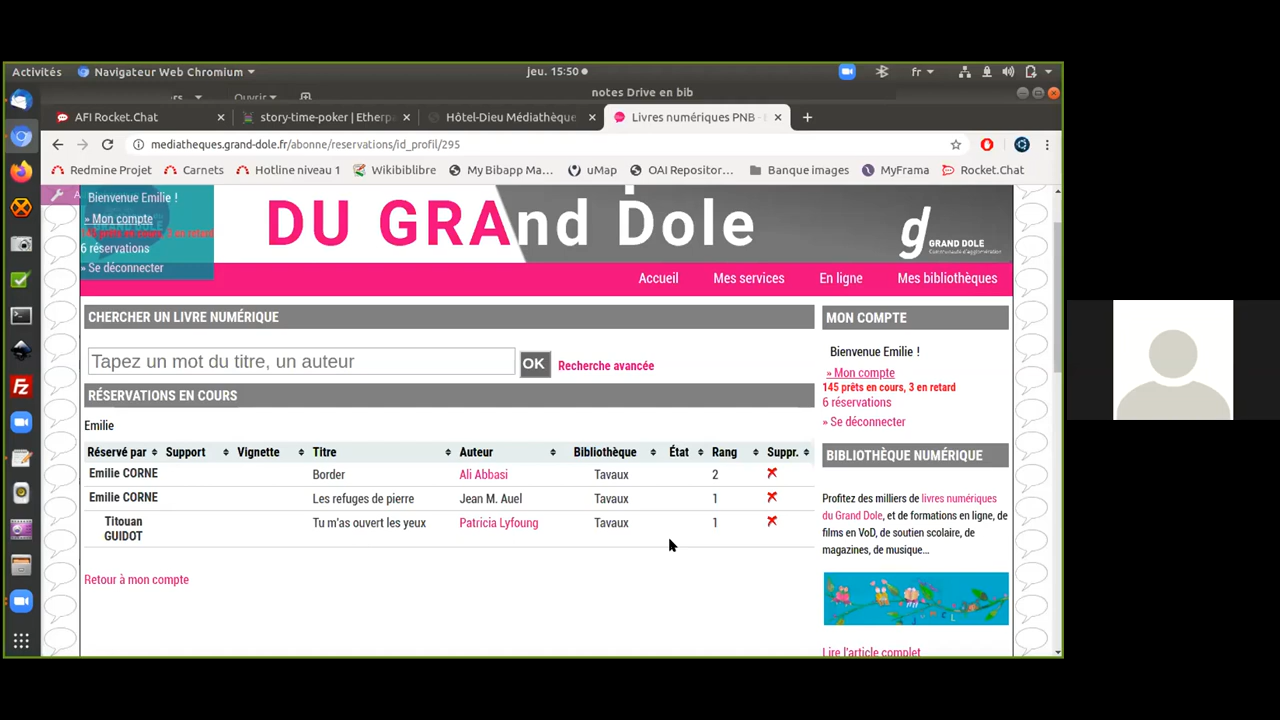 Activités Navigateur Web Chromium jeu. 15:50 fr
Ouvrir notes Drive en bib
AFI Rocket.Chat story-time-poker | Etherpa Hôtel-Dieu Médiathèque Livres numériques PNB -
mediatheques.grand-dole.fr/abonne/reservations/id_profil/295
Redmine Projet Carnets Hotline niveau 1 Wikibiblibre My Bibapp M... uMap OAI Repositor... Banque images MyFrama Rocket.Chat
Bienvenue Emilie !
» Mon compte
6 réservations
» Se déconnecter
DU GRAnd Dole
GRAND DOLE
Communauté d'agglomération
Accueil Mes services En ligne Mes bibliothèques
CHERCHER UN LIVRE NUMÉRIQUE
Tapez un mot du titre, un auteur OK Recherche avancée
RÉSERVATIONS EN COURS
Emilie
Réservé par Support Vignette Titre Auteur Bibliothèque État Rang Suppr.
Emilie CORNE Border Ali Abbasi Tavaux 2
Emilie CORNE Les refuges de pierre Jean M. Auel Tavaux 1
Titouan GUIDOT Tu m'as ouvert les yeux Patricia Lyfoung Tavaux 1
Retour à mon compte
MON COMPTE
Bienvenue Emilie !
» Mon compte
145 prêts en cours, 3 en retard
6 réservations
» Se déconnecter
BIBLIOTHÈQUE NUMÉRIQUE
Profitez des milliers de livres numériques
du Grand Dole, et de formations en ligne, de
films en VoD, de soutien scolaire, de
magazines, de musique...
Lire l'article complet